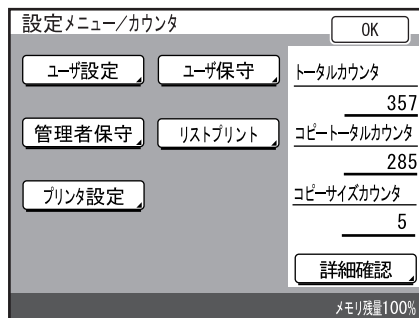 設定メニュー/カウンタ
OK
ユーザ設定
ユーザ保守
管理者保守
リストプリント
プリンタ設定
トータルカウンタ
357
コピートータルカウンタ
285
コピーサイズカウンタ
5
詳細確認
メモリ残量100%